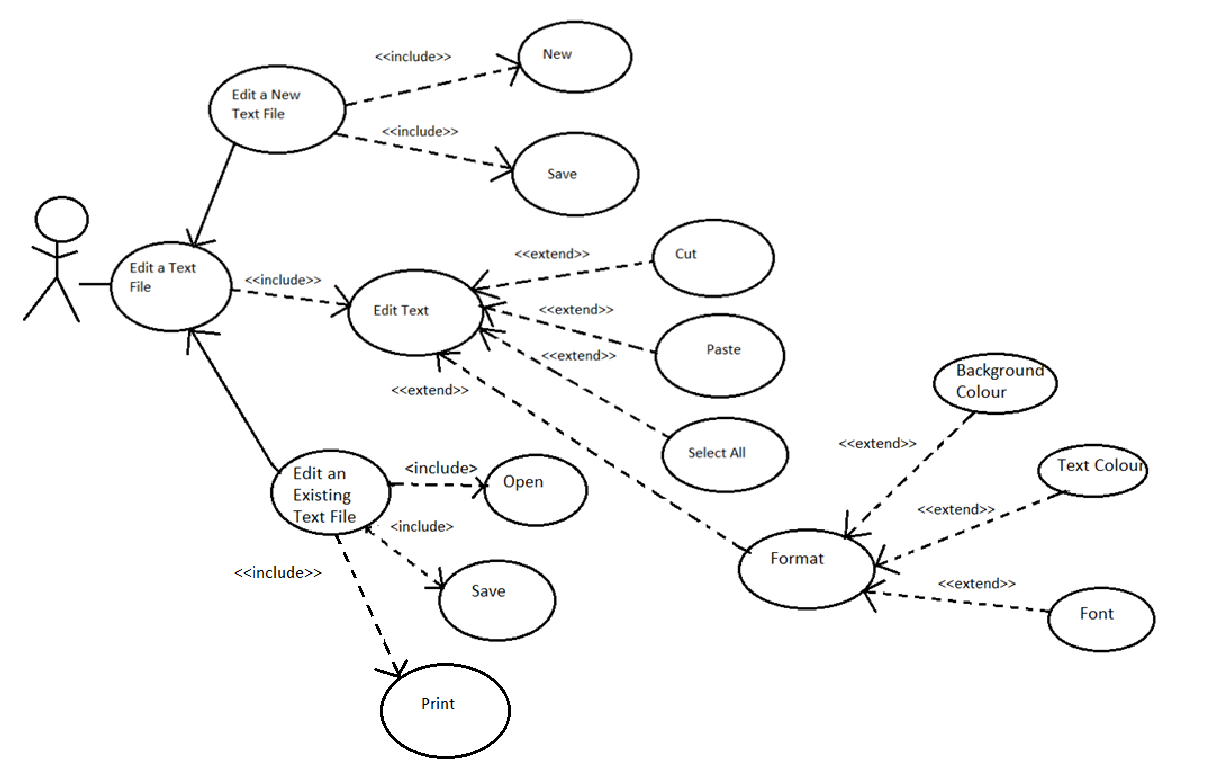 <<include>>
New
Edit a New
Text File
<<include>>
Save
Edit a Text
File
<<include>>
Edit Text
<<extend>>
Cut
<<extend>>
Paste
<<extend>>
<<extend>>
Select All
Background
Colour
<<extend>>
Text Colour
<<extend>>
Format
<<extend>>
Font
Edit an
Existing
Text File
<include>
Open
<include>
Save
<<include>>
Print